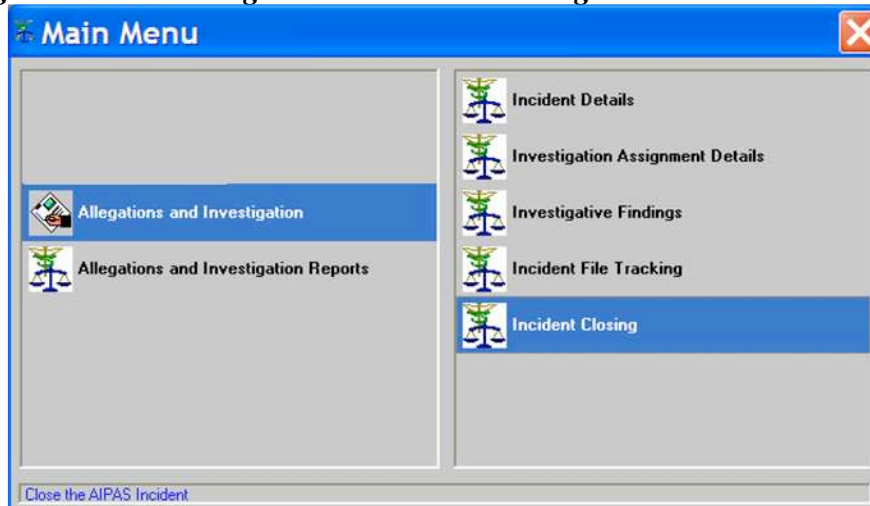 Main Menu
Allegations and Investigation
Allegations and Investigation Reports
Incident Details
Investigation Assignment Details
Investigative Findings
Incident File Tracking
Incident Closing
Close the AIPAS Incident